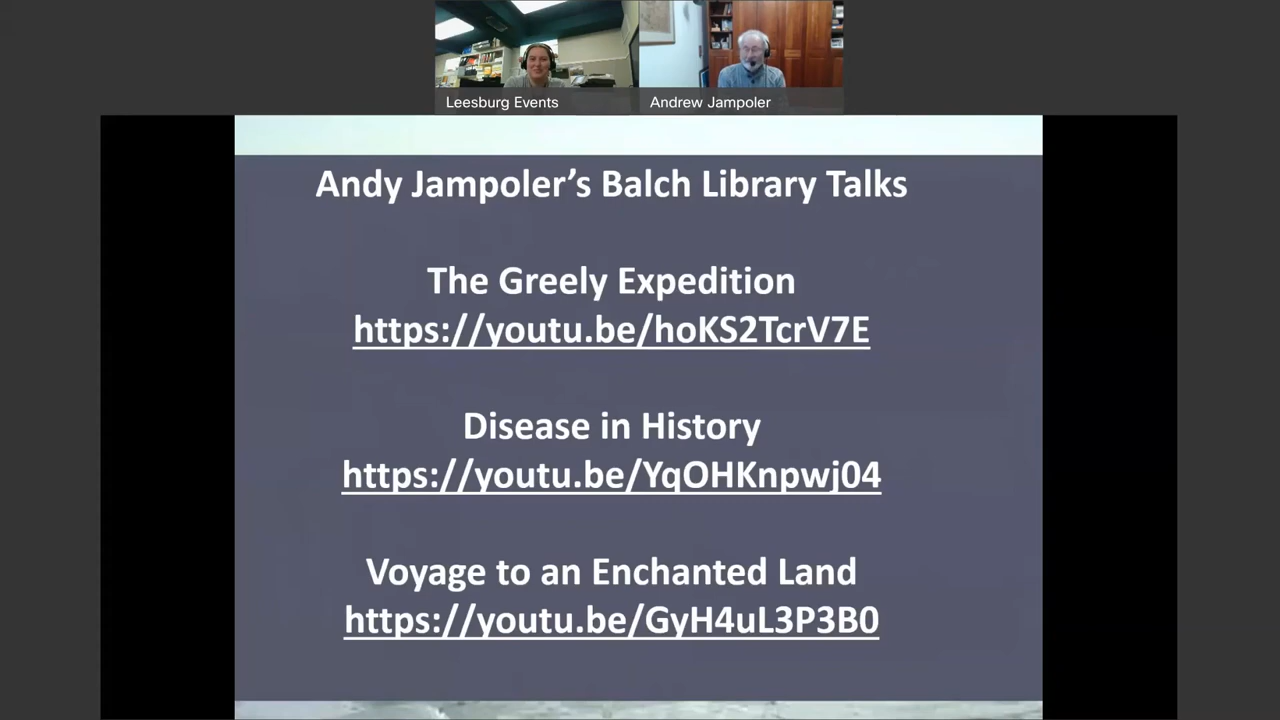 Leesburg Events
Andrew Jampoler
Andy Jampoler’s Balch Library Talks
The Greely Expedition
https://youtu.be/hoKS2TcrV7E
Disease in History
https://youtu.be/YqOHKnpwj04
Voyage to an Enchanted Land
https://youtu.be/GyH4uL3P3B0